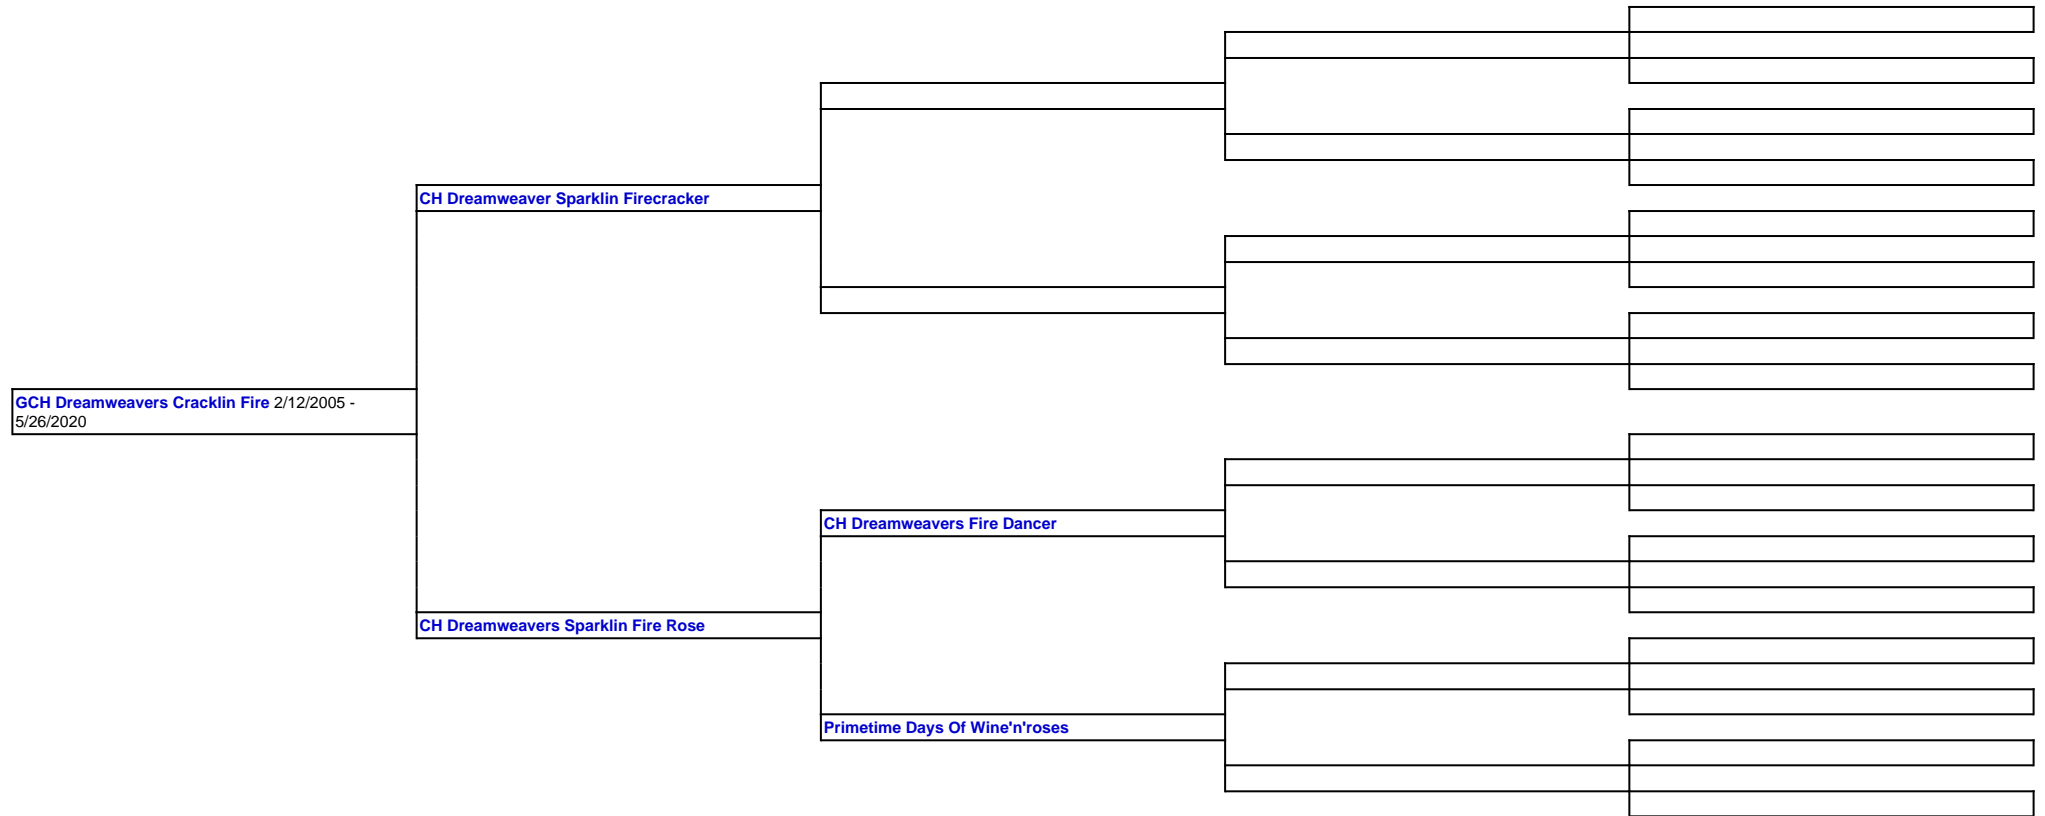 CH Dreamweaver Sparklin Firecracker
GCH Dreamweavers Cracklin Fire 2/12/2005 -
5/26/2020
CH Dreamweavers Fire Dancer
CH Dreamweavers Sparklin Fire Rose
Primetime Days Of Wine'n'roses